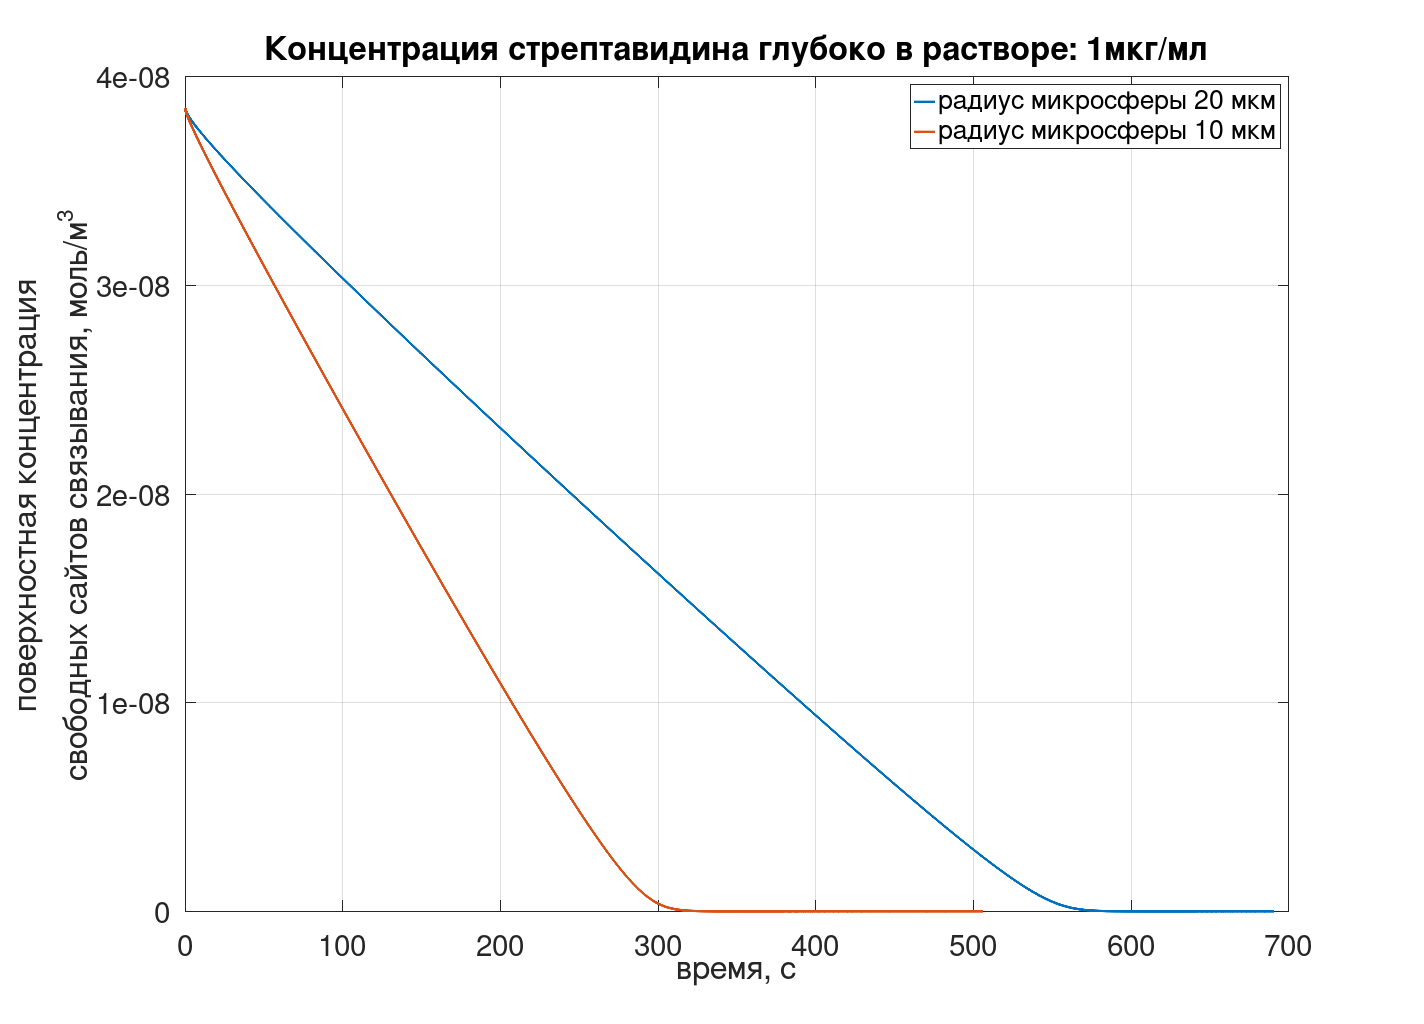 Концентрация стрептавидина глубоко в растворе: 1мкг/мл
радиус микросферы 20 мкм
радиус микросферы 10 мкм
поверхностная концентрация
свободных сайтов связывания, моль/м³
4e-08
3e-08
2e-08
1e-08
0
0 100 200 300 400 500 600 700
время, с